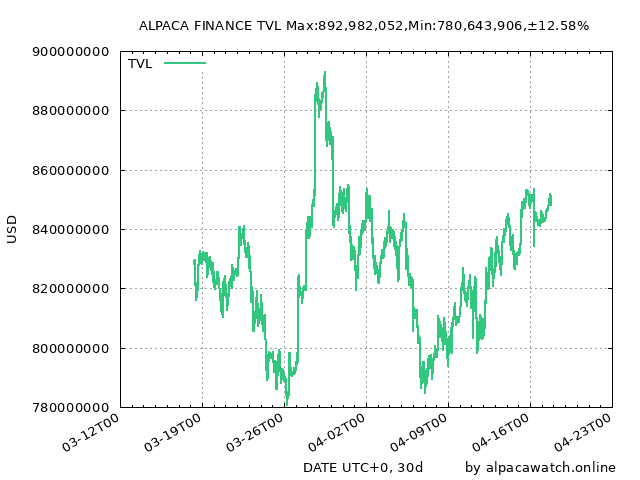 ALPACA FINANCE TVL Max:892,982,052,Min:780,643,906,±12.58%
900000000
TVL
880000000
860000000
840000000
USD
820000000
800000000
780000000
03-12T00
03-19T00
03-26T00
04-02T00
04-09T00
04-16T00
04-23T00
DATE UTC+0, 30d
by alpacawatch.online